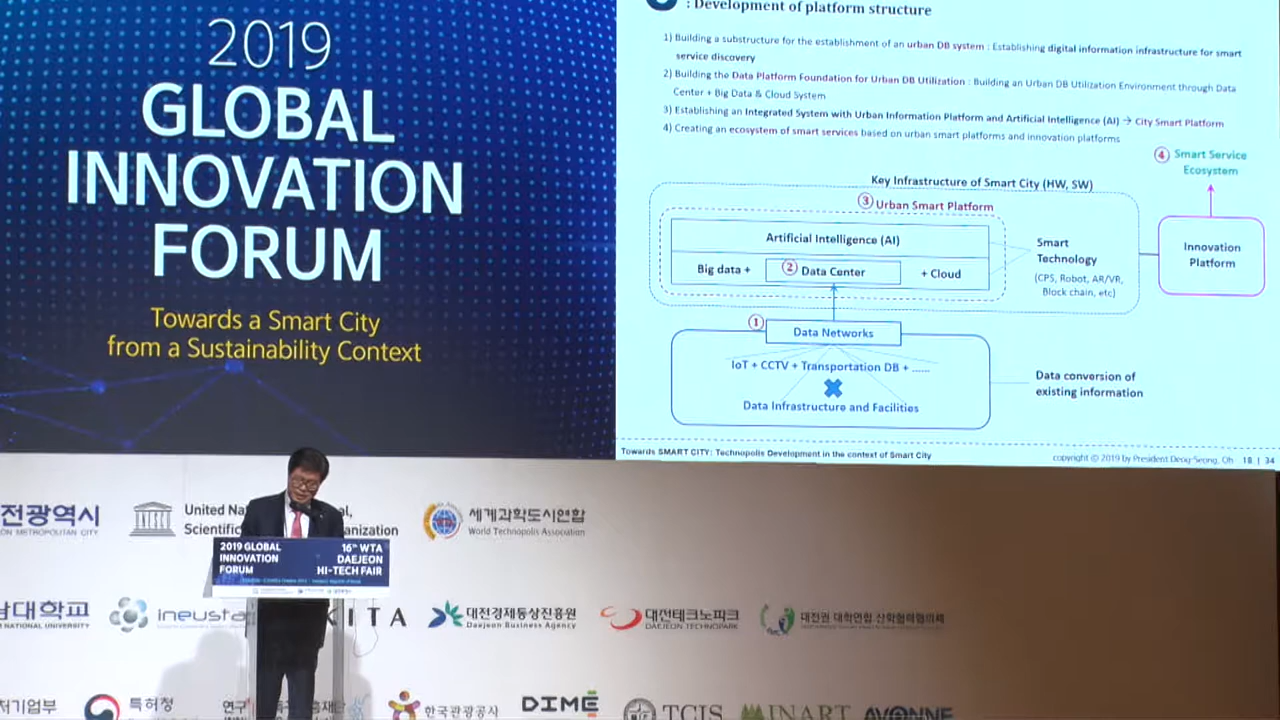 2019
GLOBAL
INNOVATION
FORUM
Towards a Smart City
from a Sustainability Context
: Development of platform structure
1) Building a substructure for the establishment of an urban DB system : Establishing digital information infrastructure for smart
service discovery
2) Building the Data Platform Foundation for Urban DB Utilization : Building an Urban DB Utilization Environment through Data
Center + Big Data & Cloud System
3) Establishing an Integrated System with Urban Information Platform and Artificial Intelligence (AI) → City Smart Platform
4) Creating an ecosystem of smart services based on urban smart platforms and innovation platforms
④ Smart Service
Ecosystem
Key Infrastructure of Smart City (HW, SW)
③ Urban Smart Platform
Artificial Intelligence (AI)
Big data + ② Data Center + Cloud
Smart
Technology
(CPS, Robot, AR/VR,
Block chain, etc)
Innovation
Platform
① Data Networks
IoT + CCTV + Transportation DB + ......
Data Infrastructure and Facilities
Data conversion of
existing information
Towards SMART CITY: Technopolis Development in the context of Smart City
copyright © 2019 by President Deog-Seong, Oh 18 | 34
전광역시
ON METROPOLITAN CITY
United Na al,
Scientific anization
세계과학도시연합
World Technopolis Association
2019 GLOBAL
INNOVATION
FORUM
16th WTA
DAEJEON
HI-TECH FAIR
남대학교
NATIONAL UNIVERSITY
ineusta
KITA
대전경제통상진흥원
Daejeon Business Agency
대전테크노파크
DAEJEON TECHNOPARK
대전권 대학연합 산학협력협의체
처기업부
특허청
연구
한국관광공사
DIME
TCIS
MINART
AVONNE